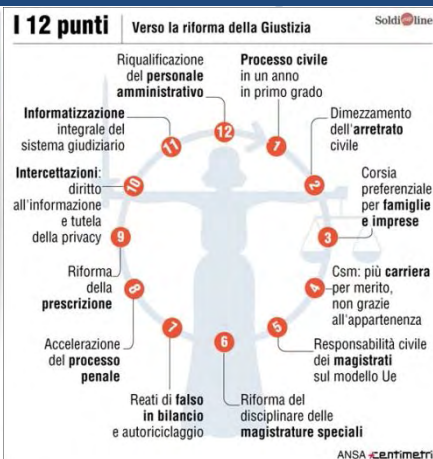 I 12 punti
Verso la riforma della Giustizia
Soldionline
Processo civile
in un anno
in primo grado
1
Dimezzamento
dell'arretrato
civile
2
Corsia
preferenziale
per famiglie
e imprese
3
Csm: più carriera
per merito,
non grazie
all'appartenenza
4
Responsabilità civile
dei magistrati
sul modello Ue
5
Riforma del
disciplinare delle
magistrature speciali
6
Reati di falso
in bilancio
e autoriciclaggio
7
Accelerazione
del processo
penale
8
Riforma
della
prescrizione
9
Intercettazioni:
diritto
all'informazione
e tutela
della privacy
10
Informatizzazione
integrale del
sistema giudiziario
11
Riqualificazione
del personale
amministrativo
12
ANSA centimetri